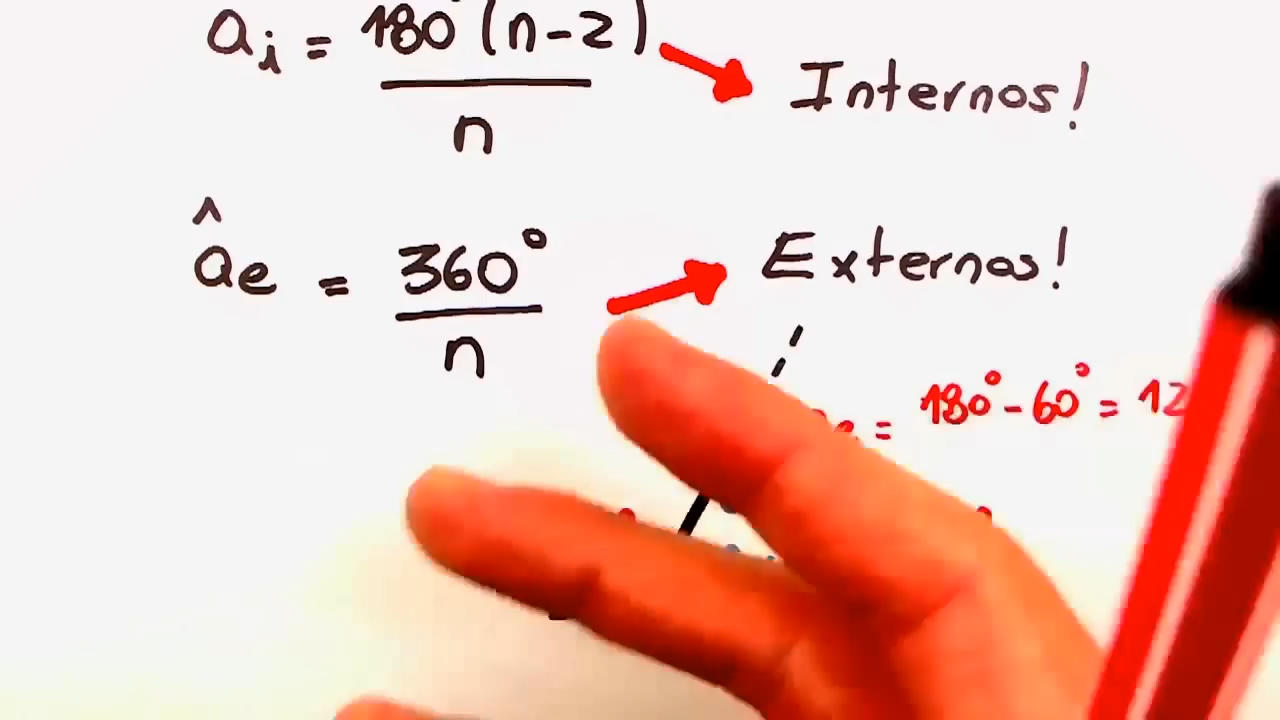 ai = 180°(n-2) / n → Internos!
âe = 360° / n → Externos!
e = 180° - 60° = 12